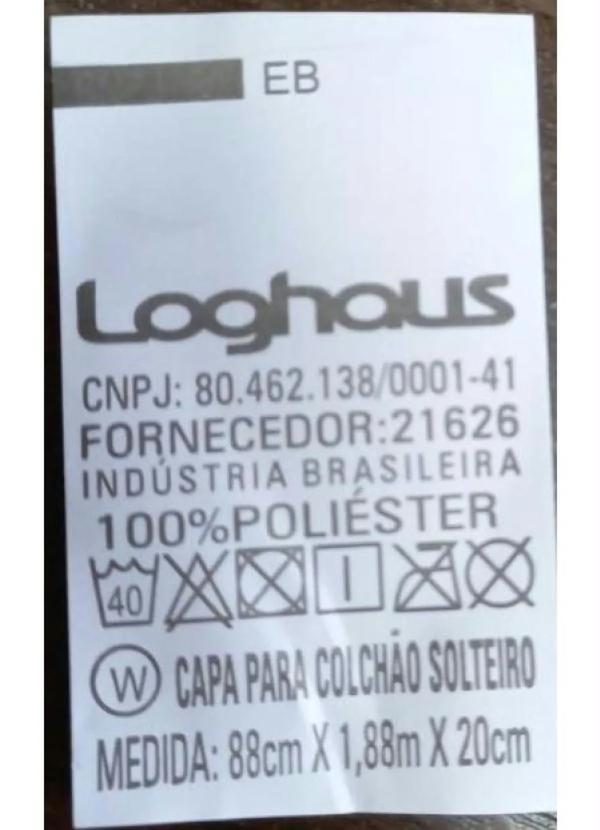 EB
Loghaus
CNPJ: 80.462.138/0001-41
FORNECEDOR:21626
INDÚSTRIA BRASILEIRA
100%POLIÉSTER
40
W CAPA PARA COLCHÃO SOLTEIRO
MEDIDA: 88cm X 1,88m X 20cm